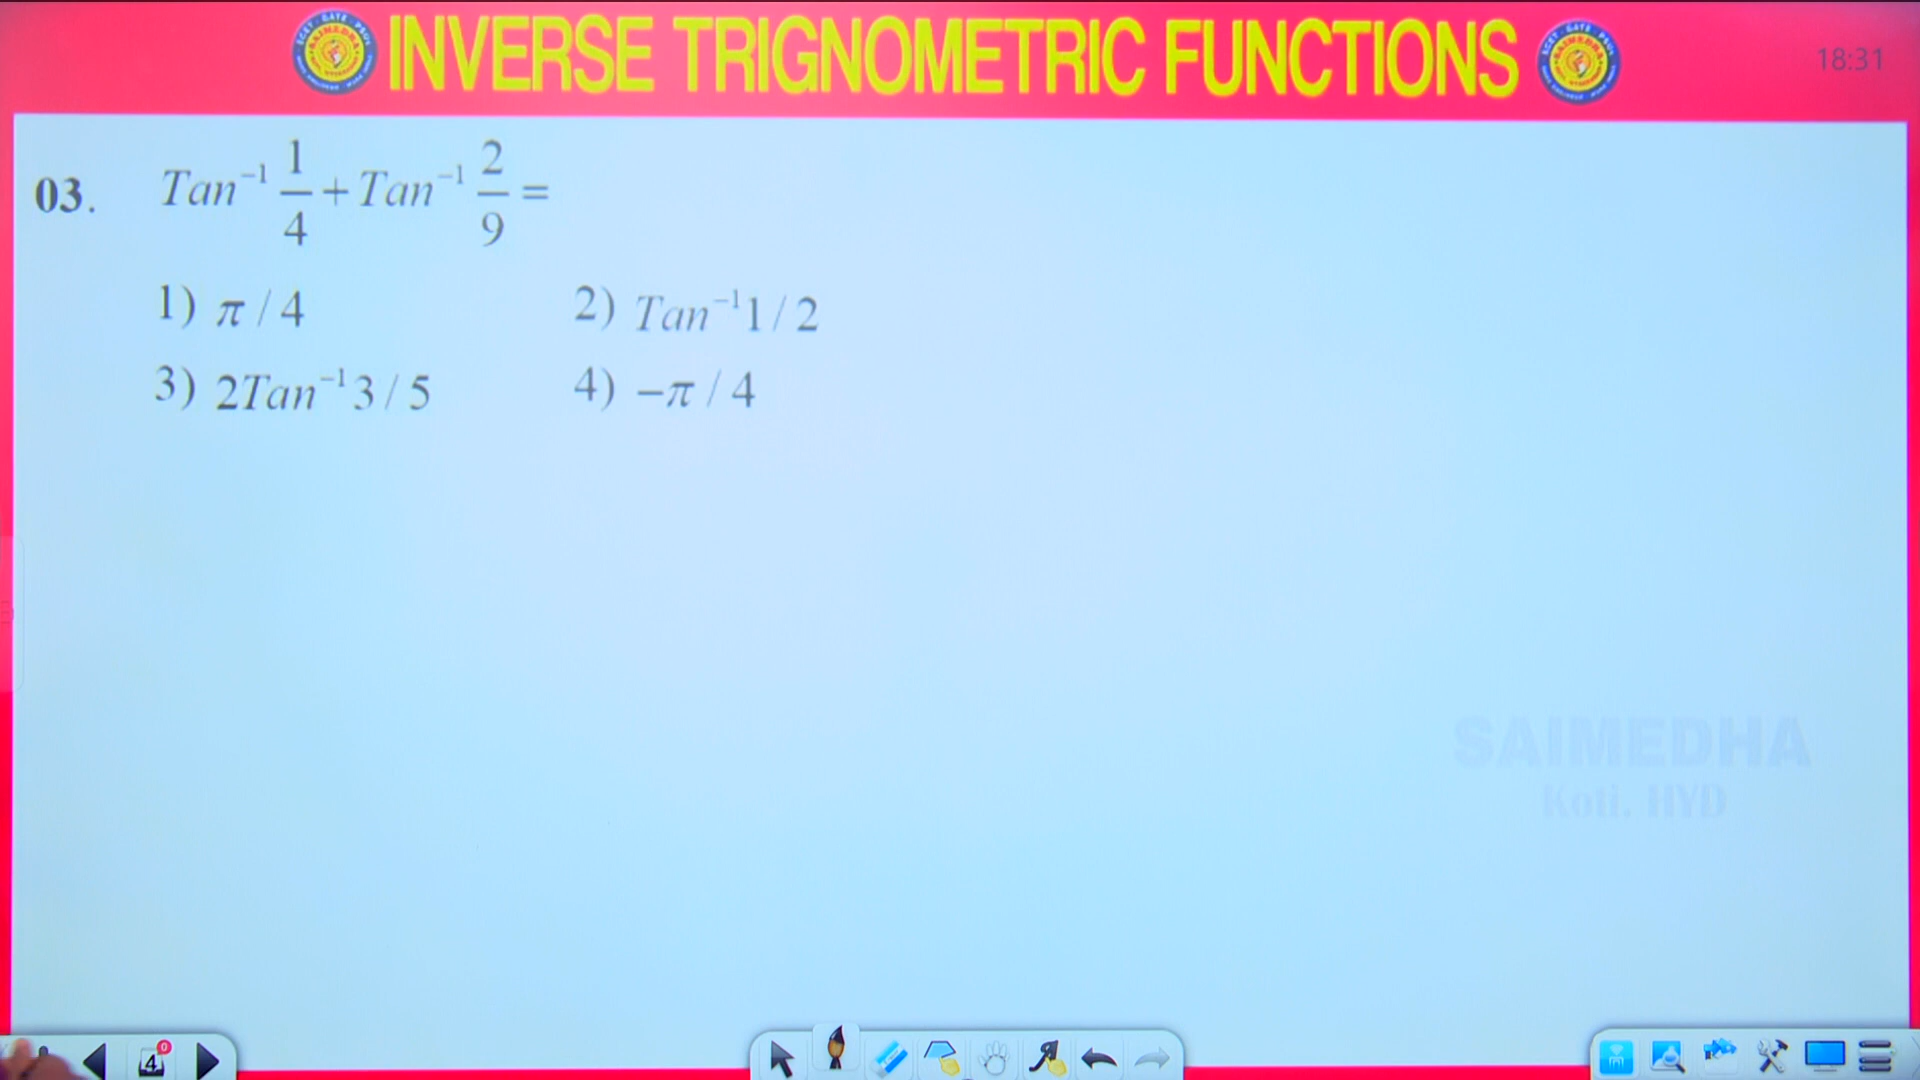 INVERSE TRIGNOMETRIC FUNCTIONS
18:31
03. Tan⁻¹ 1/4 + Tan⁻¹ 2/9 =
1) π / 4 2) Tan⁻¹1/2
3) 2Tan⁻¹3/5 4) −π / 4
SAIMEDHA
Koti. HYD
4 0